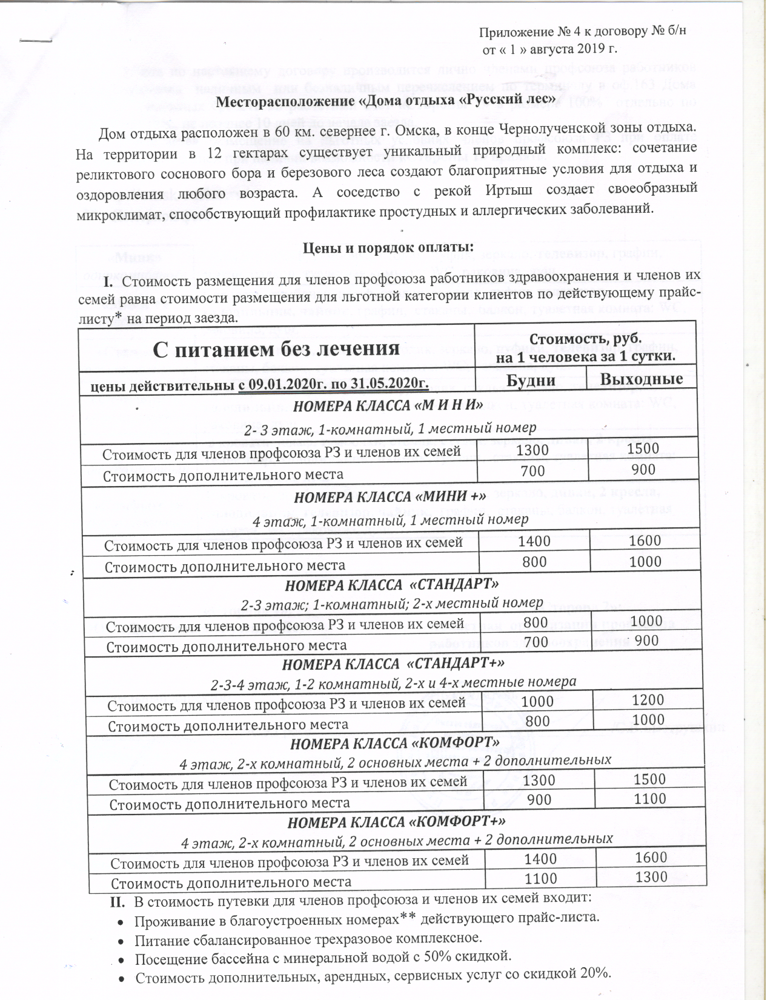 Приложение № 4 к договору № б/н
от « 1 » августа 2019 г.
Месторасположение «Дома отдыха «Русский лес»
Дом отдыха расположен в 60 км. севернее г. Омска, в конце Чернолученской зоны отдыха.
На территории в 12 гектарах существует уникальный природный комплекс: сочетание
реликтового соснового бора и березового леса создают благоприятные условия для отдыха и
оздоровления любого возраста. А соседство с рекой Иртыш создает своеобразный
микроклимат, способствующий профилактике простудных и аллергических заболеваний.
Цены и порядок оплаты:
I. Стоимость размещения для членов профсоюза работников здравоохранения и членов их
семей равна стоимости размещения для льготной категории клиентов по действующему прайс-
листу* на период заезда.
С питанием без лечения
Стоимость, руб.
на 1 человека за 1 сутки.
цены действительны с 09.01.2020г. по 31.05.2020г. Будни Выходные
НОМЕРА КЛАССА «М И Н И»
2- 3 этаж, 1-комнатный, 1 местный номер
Стоимость для членов профсоюза РЗ и членов их семей 1300 1500
Стоимость дополнительного места 700 900
НОМЕРА КЛАССА «МИНИ +»
4 этаж, 1-комнатный, 1 местный номер
Стоимость для членов профсоюза РЗ и членов их семей 1400 1600
Стоимость дополнительного места 800 1000
НОМЕРА КЛАССА «СТАНДАРТ»
2-3 этаж; 1-комнатный; 2-х местный номер
Стоимость для членов профсоюза РЗ и членов их семей 800 1000
Стоимость дополнительного места 700 900
НОМЕРА КЛАССА «СТАНДАРТ+»
2-3-4 этаж, 1-2 комнатный, 2-х и 4-х местные номера
Стоимость для членов профсоюза РЗ и членов их семей 1000 1200
Стоимость дополнительного места 800 1000
НОМЕРА КЛАССА «КОМФОРТ»
4 этаж, 2-х комнатный, 2 основных места + 2 дополнительных
Стоимость для членов профсоюза РЗ и членов их семей 1300 1500
Стоимость дополнительного места 900 1100
НОМЕРА КЛАССА «КОМФОРТ+»
4 этаж, 2-х комнатный, 2 основных места + 2 дополнительных
Стоимость для членов профсоюза РЗ и членов их семей 1400 1600
Стоимость дополнительного места 1100 1300
II. В стоимость путевки для членов профсоюза и членов их семей входит:
• Проживание в благоустроенных номерах** действующего прайс-листа.
• Питание сбалансированное трехразовое комплексное.
• Посещение бассейна с минеральной водой с 50% скидкой.
• Стоимость дополнительных, арендных, сервисных услуг со скидкой 20%.